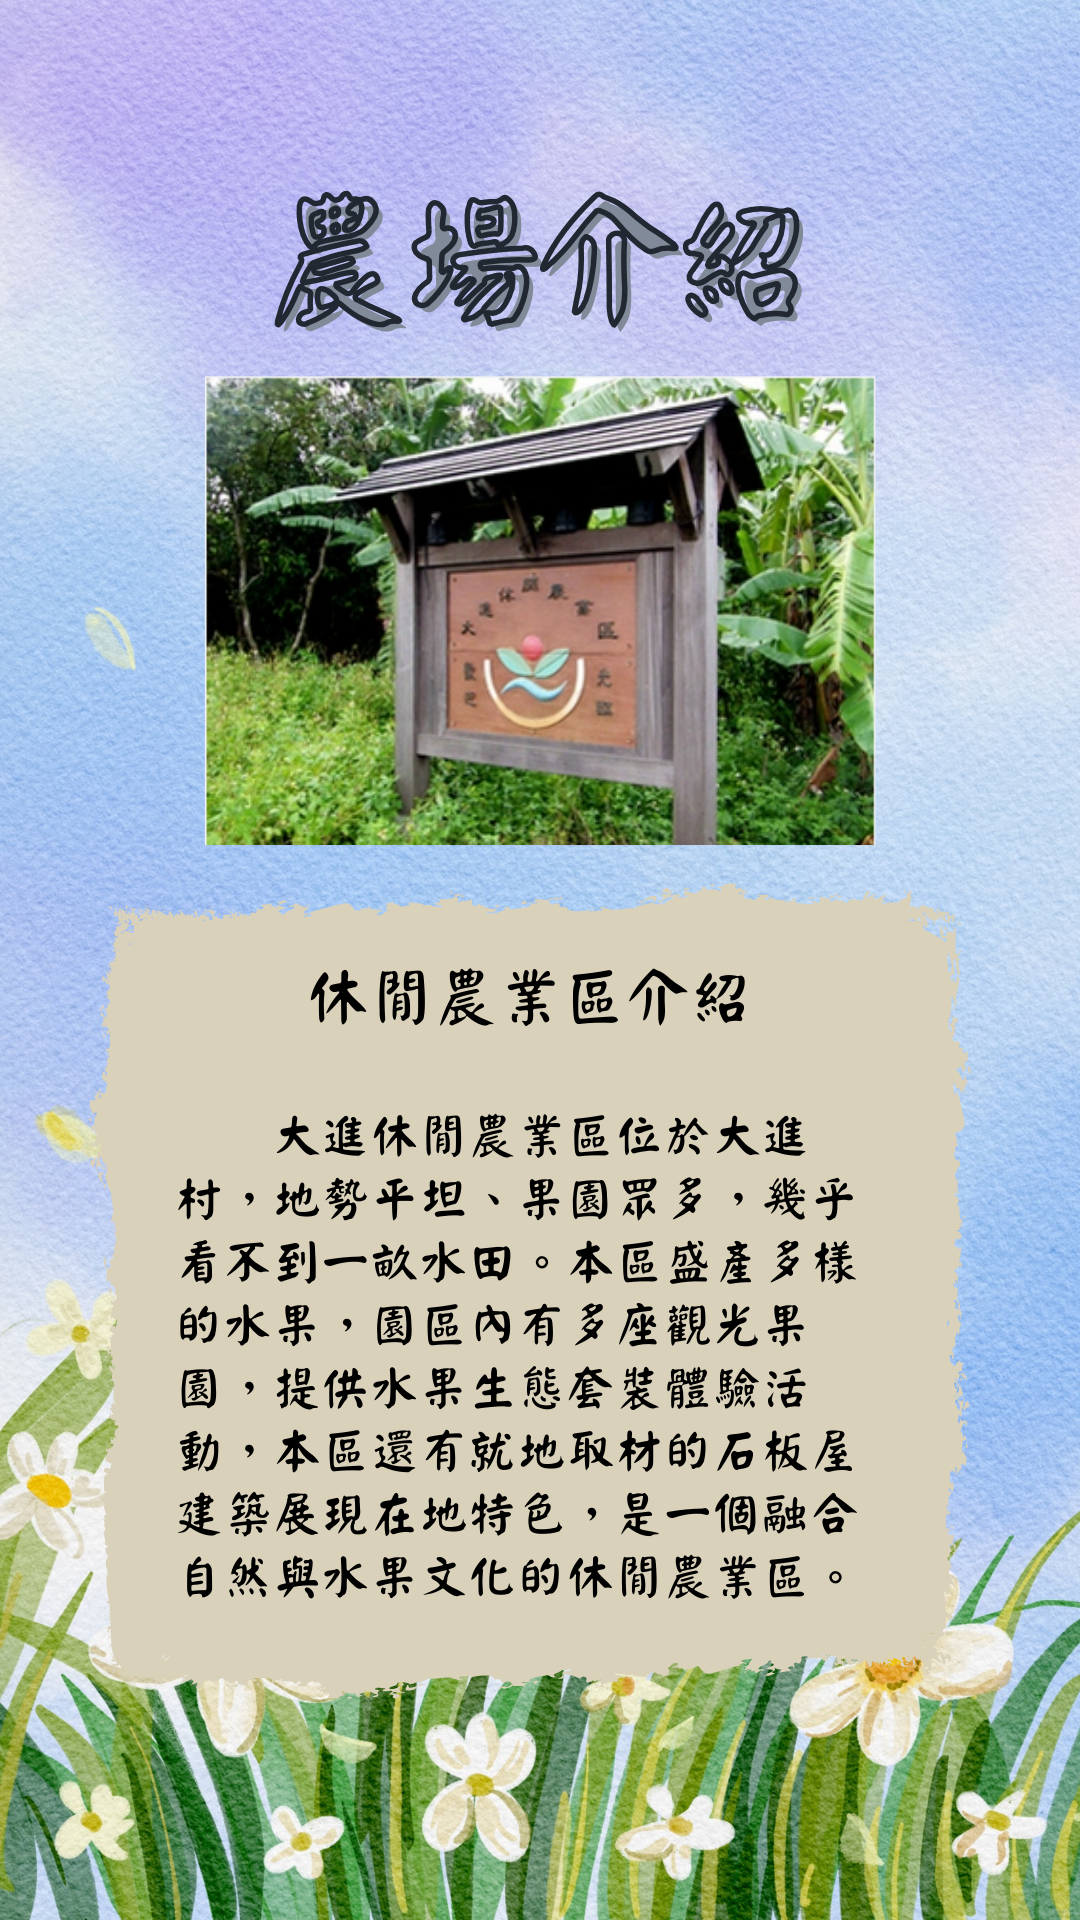 農場介紹
大進休閒農業區
歡迎光臨
休閒農業區介紹
大進休閒農業區位於大進
村，地勢平坦、果園眾多，幾乎
看不到一畝水田。本區盛產多樣
的水果，園區內有多座觀光果
園，提供水果生態套裝體驗活
動，本區還有就地取材的石板屋
建築展現在地特色，是一個融合
自然與水果文化的休閒農業區。